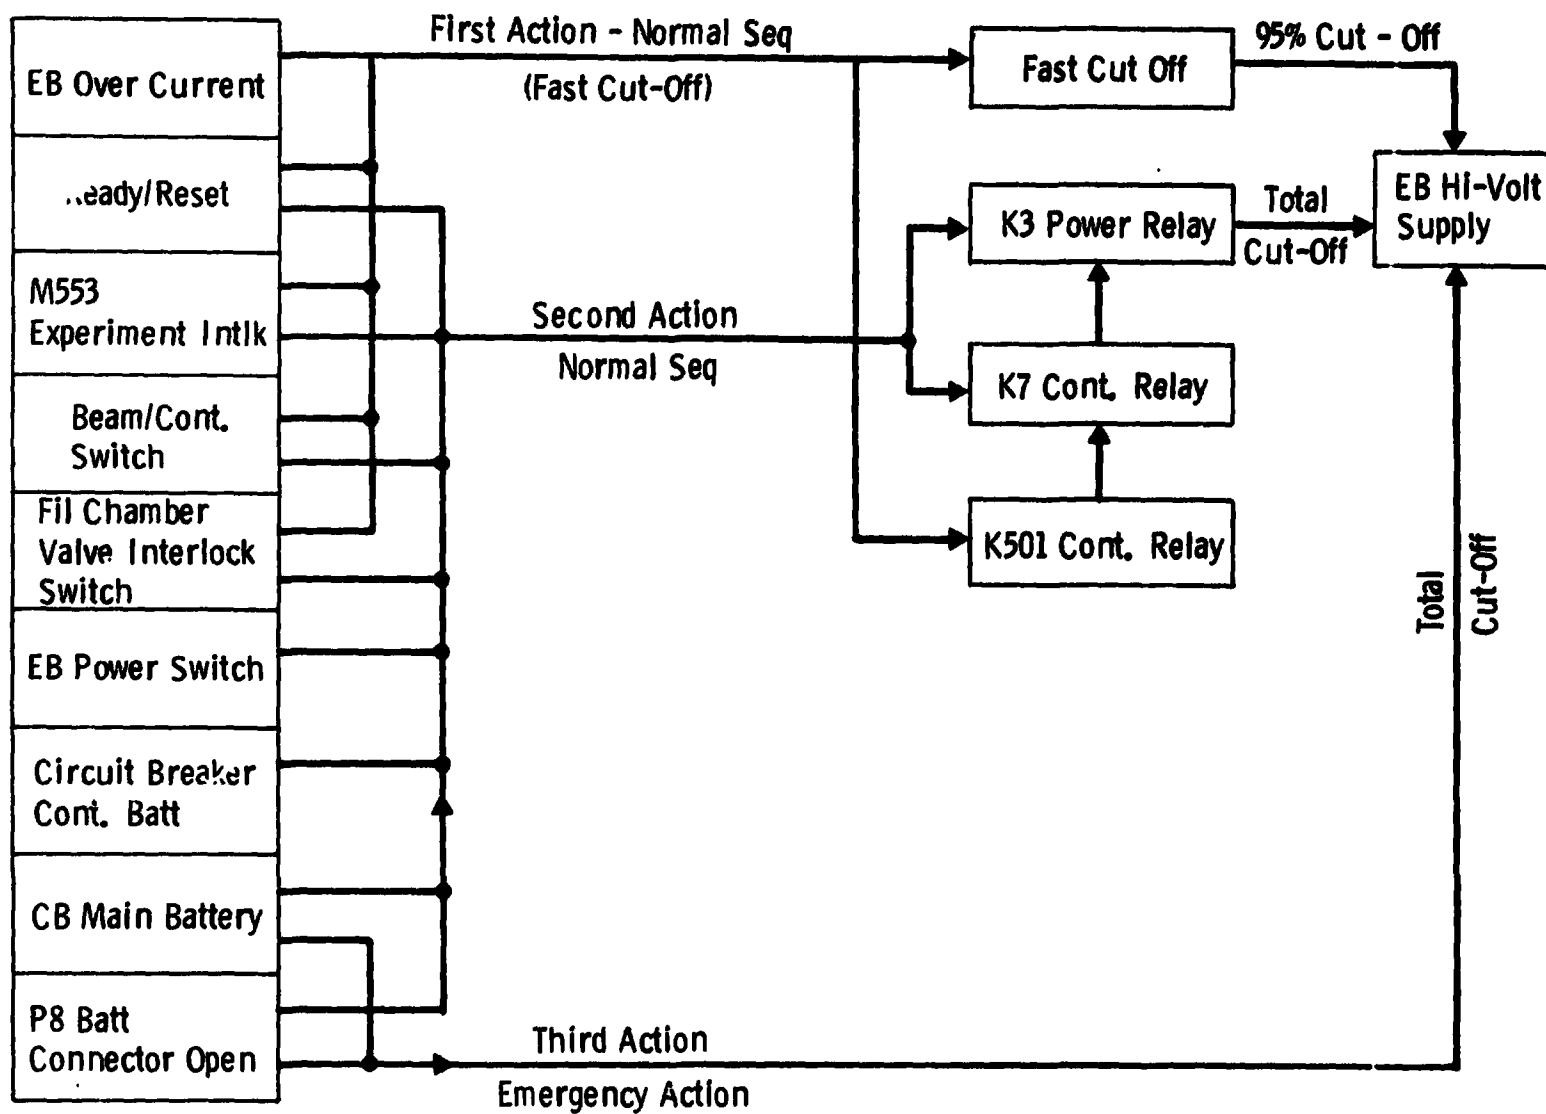 EB Over Current
..eady/Reset
M553
Experiment Intlk
Beam/Cont.
Switch
Fil Chamber
Valve Interlock
Switch
EB Power Switch
Circuit Breaker
Cont. Batt
CB Main Battery
P8 Batt
Connector Open
First Action - Normal Seq
(Fast Cut-Off)
Second Action
Normal Seq
Third Action
Emergency Action
Fast Cut Off
K3 Power Relay
K7 Cont. Relay
K501 Cont. Relay
95% Cut - Off
Total
Cut-Off
EB Hi-Volt
Supply
Total
Cut-Off